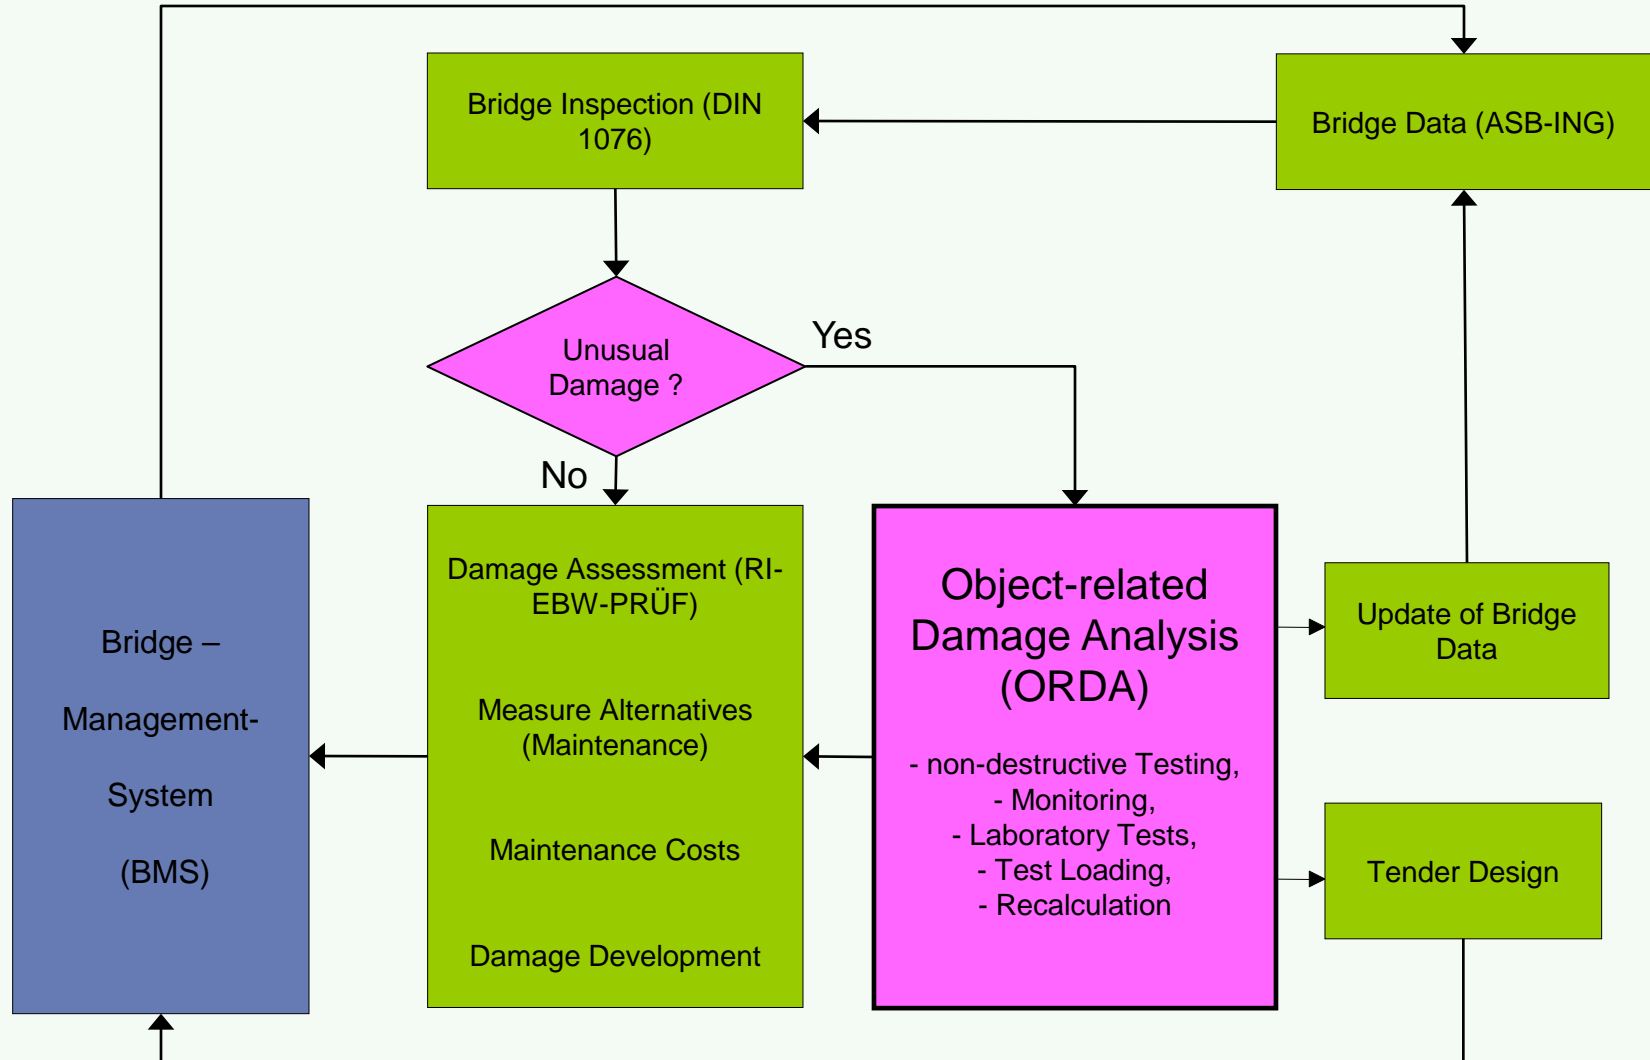 Bridge Inspection (DIN
1076)
Bridge Data (ASB-ING)
Unusual
Damage ?
Yes
No
Bridge –
Management-
System
(BMS)
Damage Assessment (RI-
EBW-PRÜF)
Measure Alternatives
(Maintenance)
Maintenance Costs
Damage Development
Object-related
Damage Analysis
(ORDA)
- non-destructive Testing,
- Monitoring,
- Laboratory Tests,
- Test Loading,
- Recalculation
Update of Bridge
Data
Tender Design